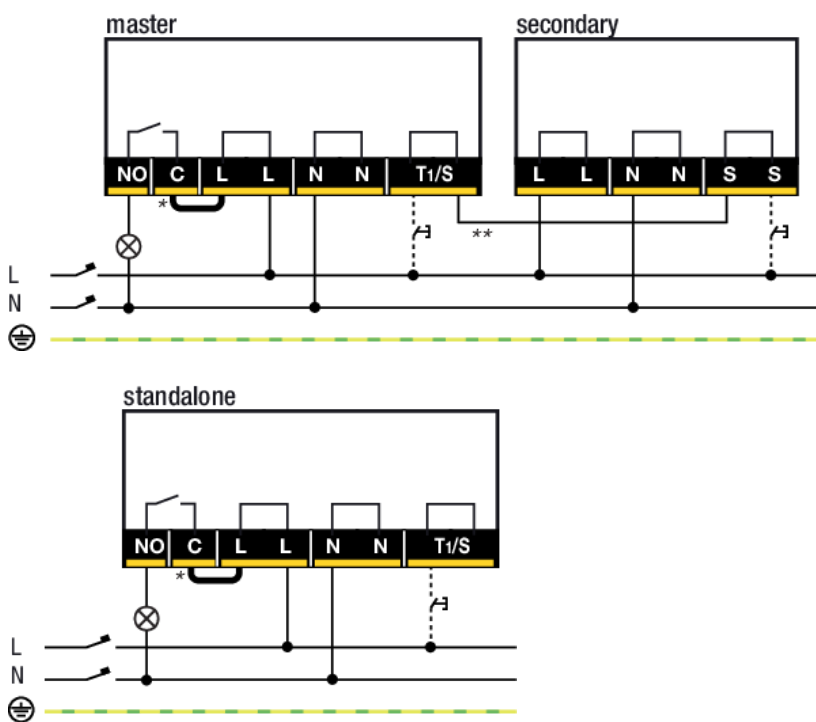 master
secondary
NO C L L N N T1/S
L L N N S S
*
**
L
N
standalone
NO C L L N N T1/S
*
L
N